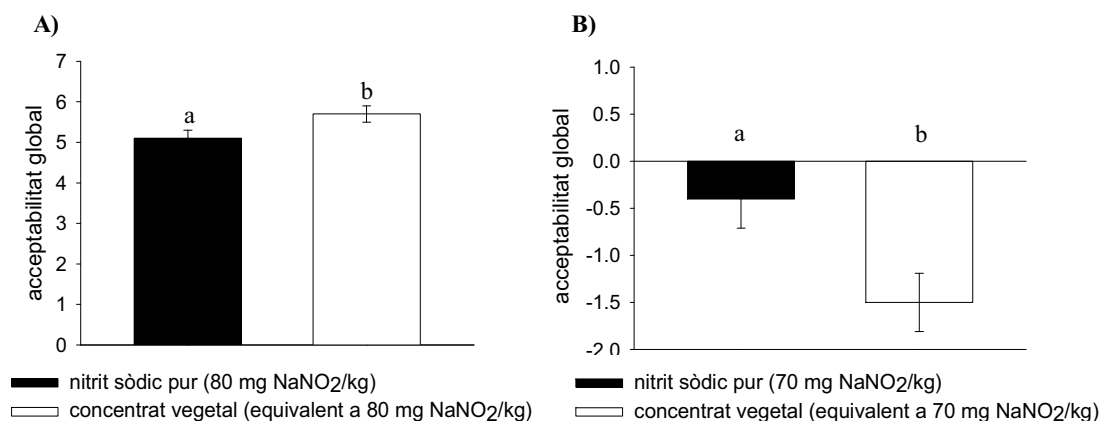 A)
7
6
5
4
3
2
1
0
acceptabilitat global
a
b
nitrit sòdic pur (80 mg NaNO2/kg)
concentrat vegetal (equivalent a 80 mg NaNO2/kg)
B)
1.0
0.5
0.0
-0.5
-1.0
-1.5
-2.0
acceptabilitat global
a
b
nitrit sòdic pur (70 mg NaNO2/kg)
concentrat vegetal (equivalent a 70 mg NaNO2/kg)